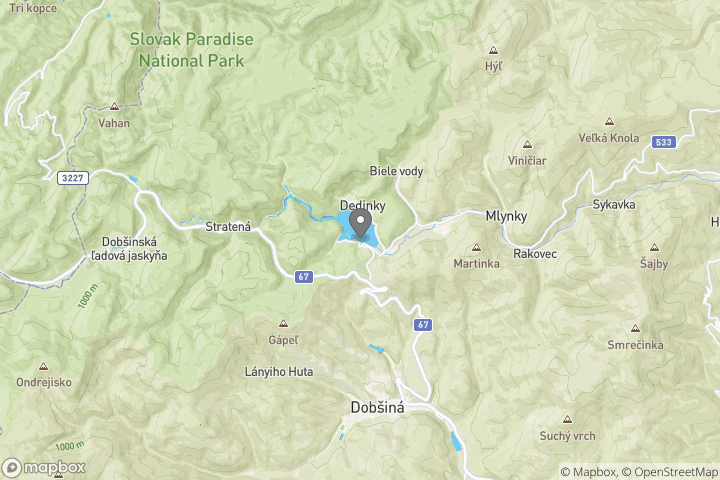 Tri kopce
Slovak Paradise
National Park
Hýľ
Vahan
Veľká Knola
533
Viničiar
Biele vody
3227
Dedinky
Sykavka
Mlynky
H
Stratená
Dobšinská
ľadová jaskyňa
Rakovec
Martinka
Šajby
67
1000 m
67
Gápeľ
Smrečinka
Lányiho Huta
Ondrejisko
Dobšiná
Suchý vrch
1000 m
mapbox
© Mapbox, © OpenStreetMap